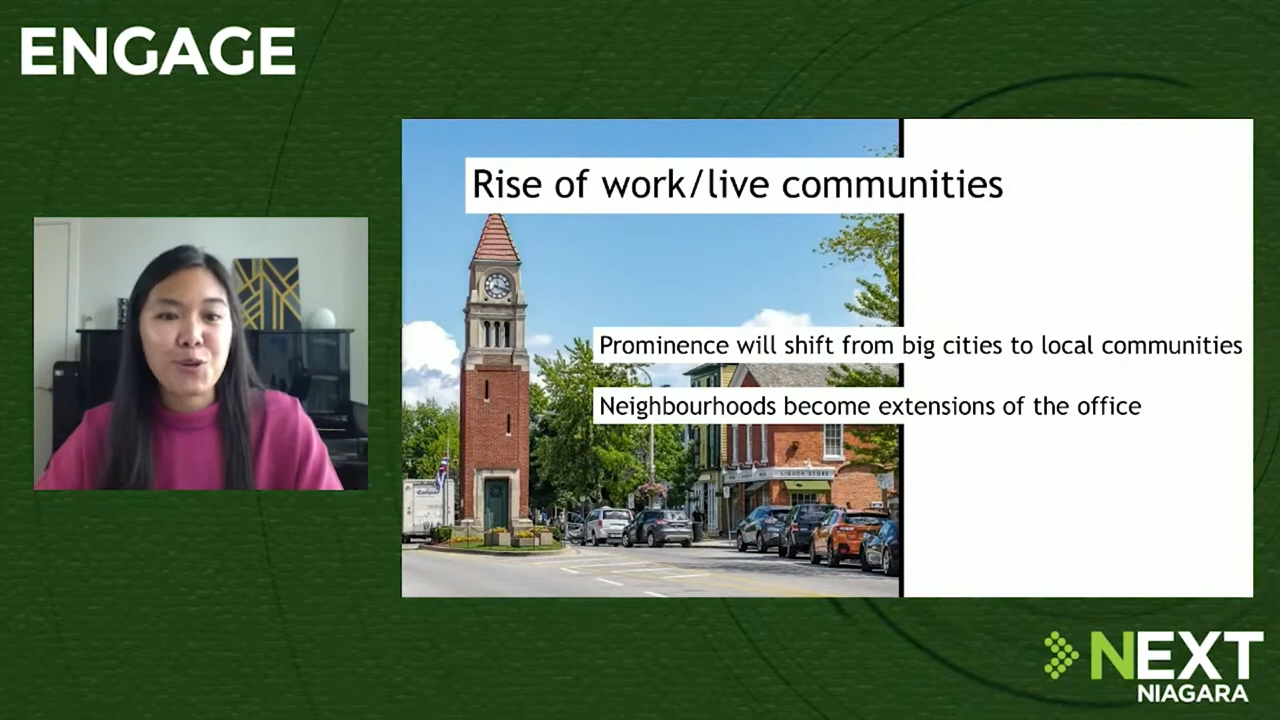 ENGAGE
Rise of work/live communities
Prominence will shift from big cities to local communities
Neighbourhoods become extensions of the office
LIQUOR STORE
NEXT
NIAGARA